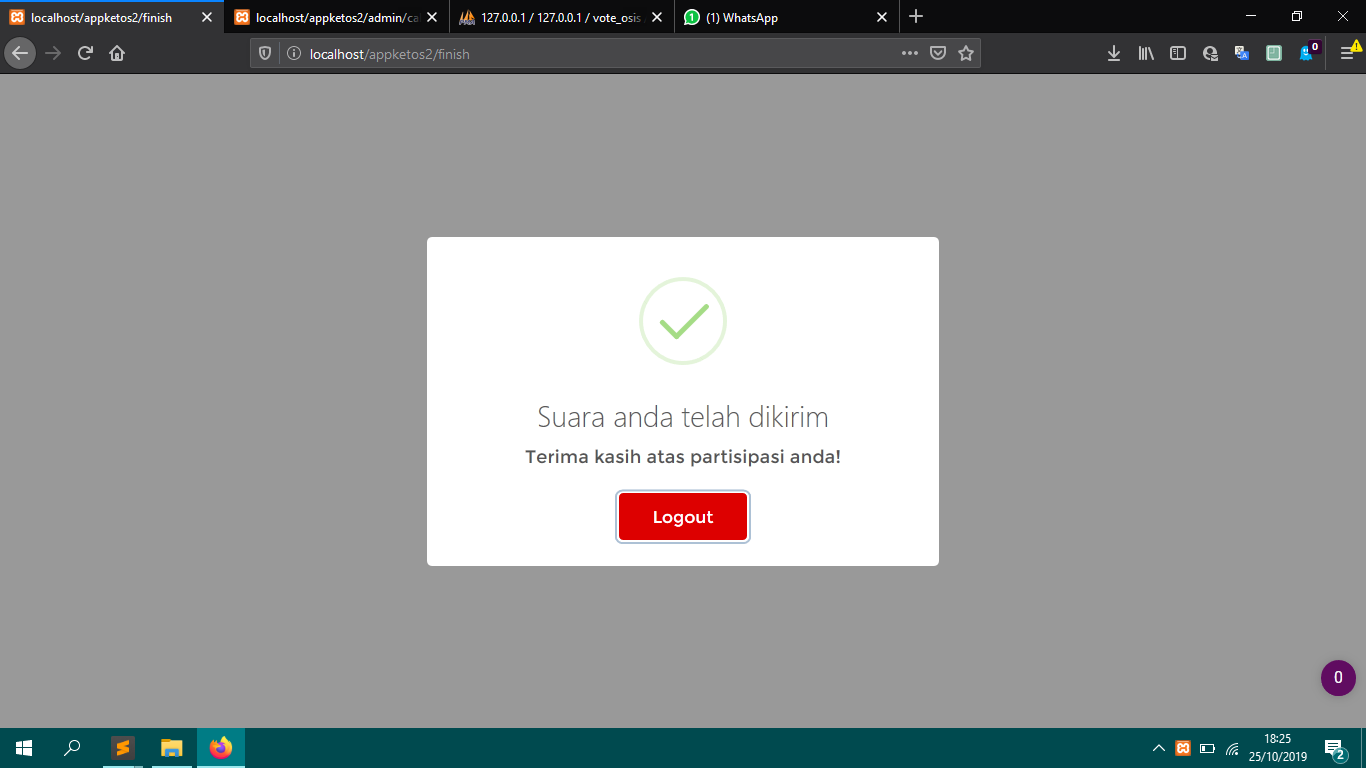 localhost/appketos2/finish
localhost/appketos2/admin/ca
127.0.0.1 / 127.0.0.1 / vote_osis
(1) WhatsApp
localhost/appketos2/finish
0
Suara anda telah dikirim
Terima kasih atas partisipasi anda!
Logout
0
18:25
25/10/2019
2